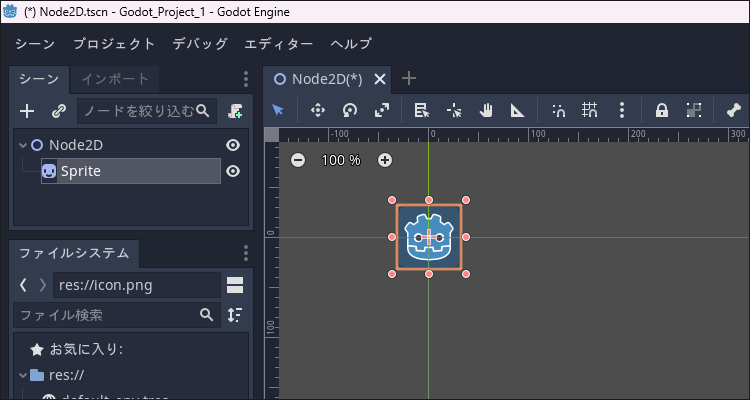 (*) Node2D.tscn - Godot_Project_1 - Godot Engine
シーン プロジェクト デバッグ エディター ヘルプ
シーン インポート
Node2D(*)
ノードを絞り込む
Node2D
Sprite
-100 0 100 200 300
100 %
0
100
ファイルシステム
res://icon.png
ファイル検索
お気に入り:
res://
default_env.tres